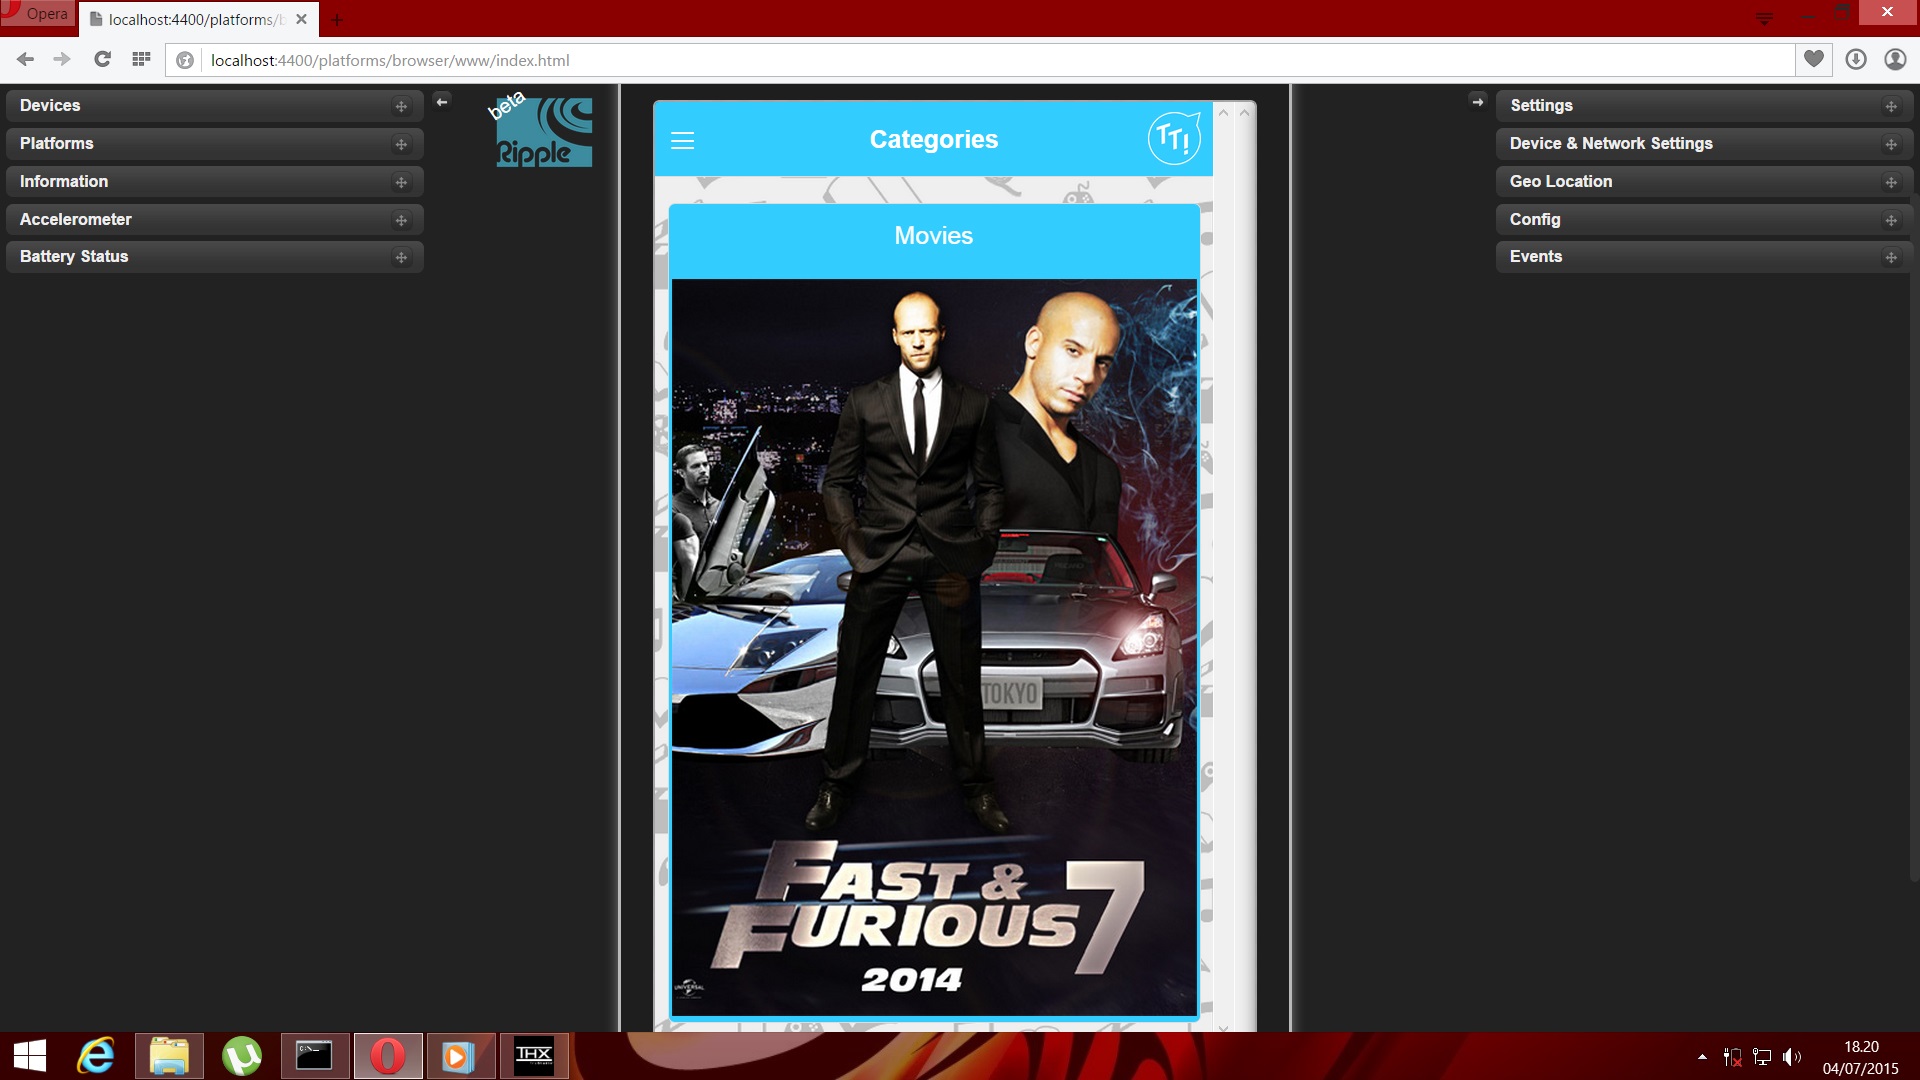 Opera
localhost:4400/platforms/b
localhost:4400/platforms/browser/www/index.html
Devices
Platforms
Information
Accelerometer
Battery Status
beta
Ripple
Categories
TT!
Movies
TOKYO
FAST &
FURIOUS 7
2014
UNIVERSAL
Settings
Device & Network Settings
Geo Location
Config
Events
C:\_
THX
18.20
04/07/2015